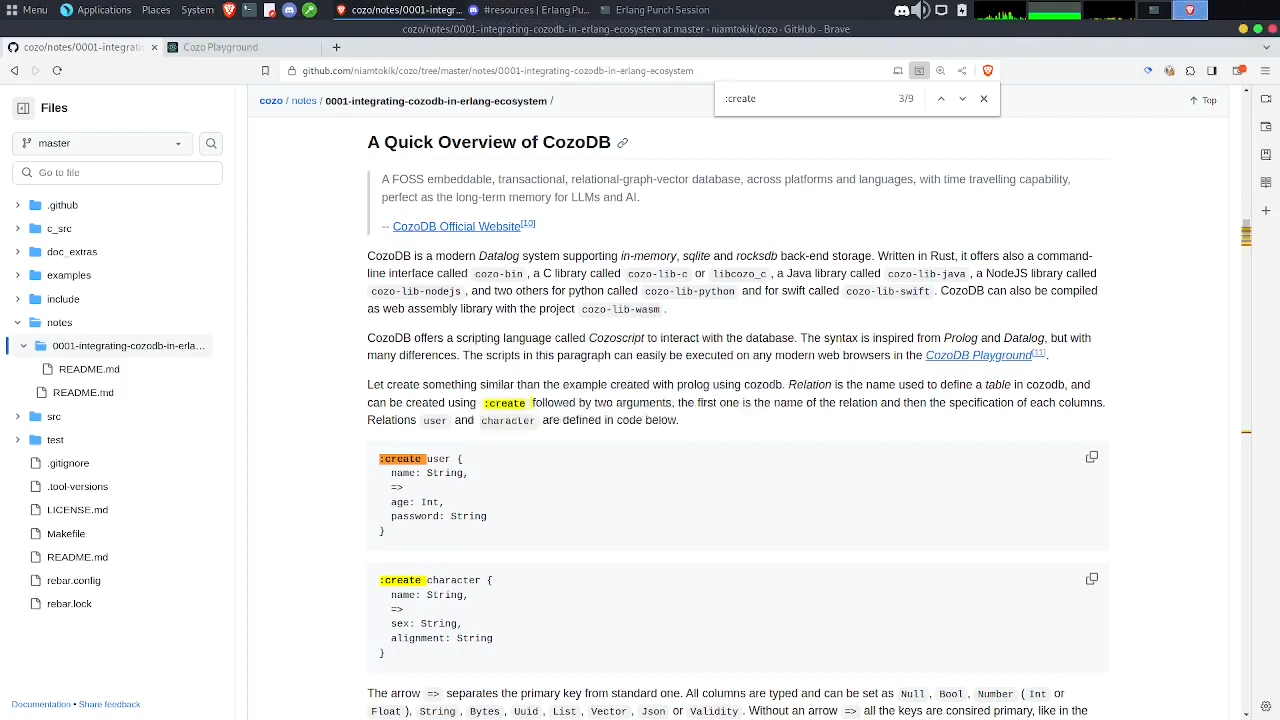 Menu Applications Places System cozo/notes/0001-integr... #resources | Erlang Pu... Erlang Punch Session
cozo/notes/0001-integrating-cozodb-in-erlang-ecosystem at master · niamtokik/cozo · GitHub - Brave
cozo/notes/0001-integrati Cozo Playground
github.com/niamtokik/cozo/tree/master/notes/0001-integrating-cozodb-in-erlang-ecosystem
:create 3/9
Files
master
Go to file
.github
c_src
doc_extras
examples
include
notes
0001-integrating-cozodb-in-erla...
README.md
README.md
src
test
.gitignore
.tool-versions
LICENSE.md
Makefile
README.md
rebar.config
rebar.lock
Documentation • Share feedback
cozo / notes / 0001-integrating-cozodb-in-erlang-ecosystem /
Top
A Quick Overview of CozoDB
A FOSS embeddable, transactional, relational-graph-vector database, across platforms and languages, with time travelling capability,
perfect as the long-term memory for LLMs and AI.
-- CozoDB Official Website[10]
CozoDB is a modern Datalog system supporting in-memory, sqlite and rocksdb back-end storage. Written in Rust, it offers also a command-
line interface called cozo-bin, a C library called cozo-lib-c or libcozo_c, a Java library called cozo-lib-java, a NodeJS library called
cozo-lib-nodejs, and two others for python called cozo-lib-python and for swift called cozo-lib-swift. CozoDB can also be compiled
as web assembly library with the project cozo-lib-wasm.
CozoDB offers a scripting language called Cozoscript to interact with the database. The syntax is inspired from Prolog and Datalog, but with
many differences. The scripts in this paragraph can easily be executed on any modern web browsers in the CozoDB Playground[11].
Let create something similar than the example created with prolog using cozodb. Relation is the name used to define a table in cozodb, and
can be created using :create followed by two arguments, the first one is the name of the relation and then the specification of each columns.
Relations user and character are defined in code below.
:create user {
name: String,
=>
age: Int,
password: String
}
:create character {
name: String,
=>
sex: String,
alignment: String
}
The arrow => separates the primary key from standard one. All columns are typed and can be set as Null, Bool, Number (Int or
Float), String, Bytes, Uuid, List, Vector, Json or Validity. Without an arrow => all the keys are consired primary, like in the